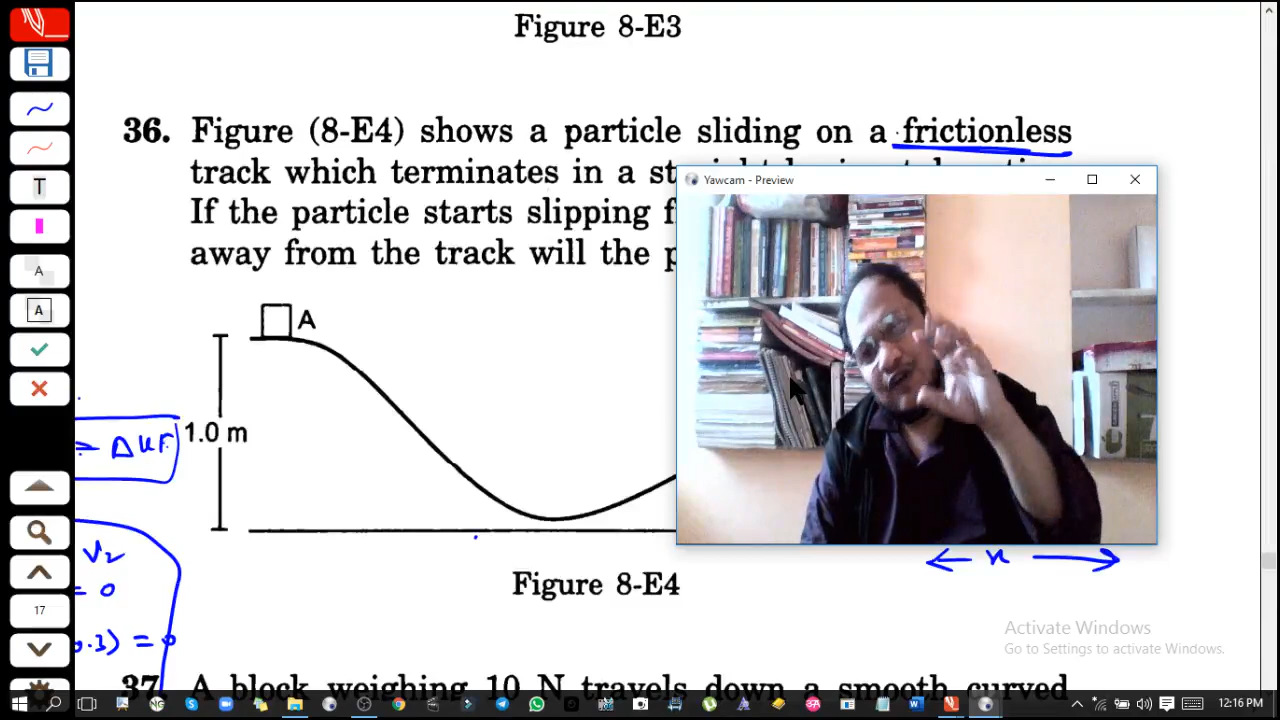 Figure 8-E3
36. Figure (8-E4) shows a particle sliding on a frictionless
track which terminates in a
If the particle starts slipping
away from the track will the
Yawcam - Preview
A
1.0 m
= ΔKE
V2
= 0
0.3) = 0
x
Figure 8-E4
Activate Windows
Go to Settings to activate Windows.
37. A block weighing 10 N travels down a smooth curved
T
A
A
17
12:16 PM